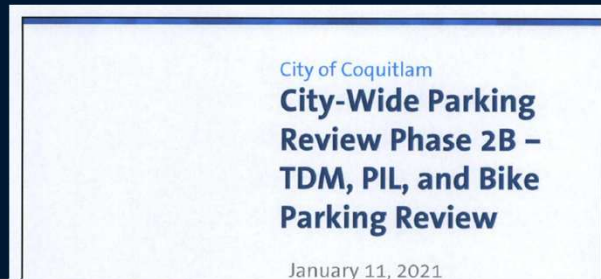 City of Coquitlam
City-Wide Parking
Review Phase 2B –
TDM, PIL, and Bike
Parking Review
January 11, 2021